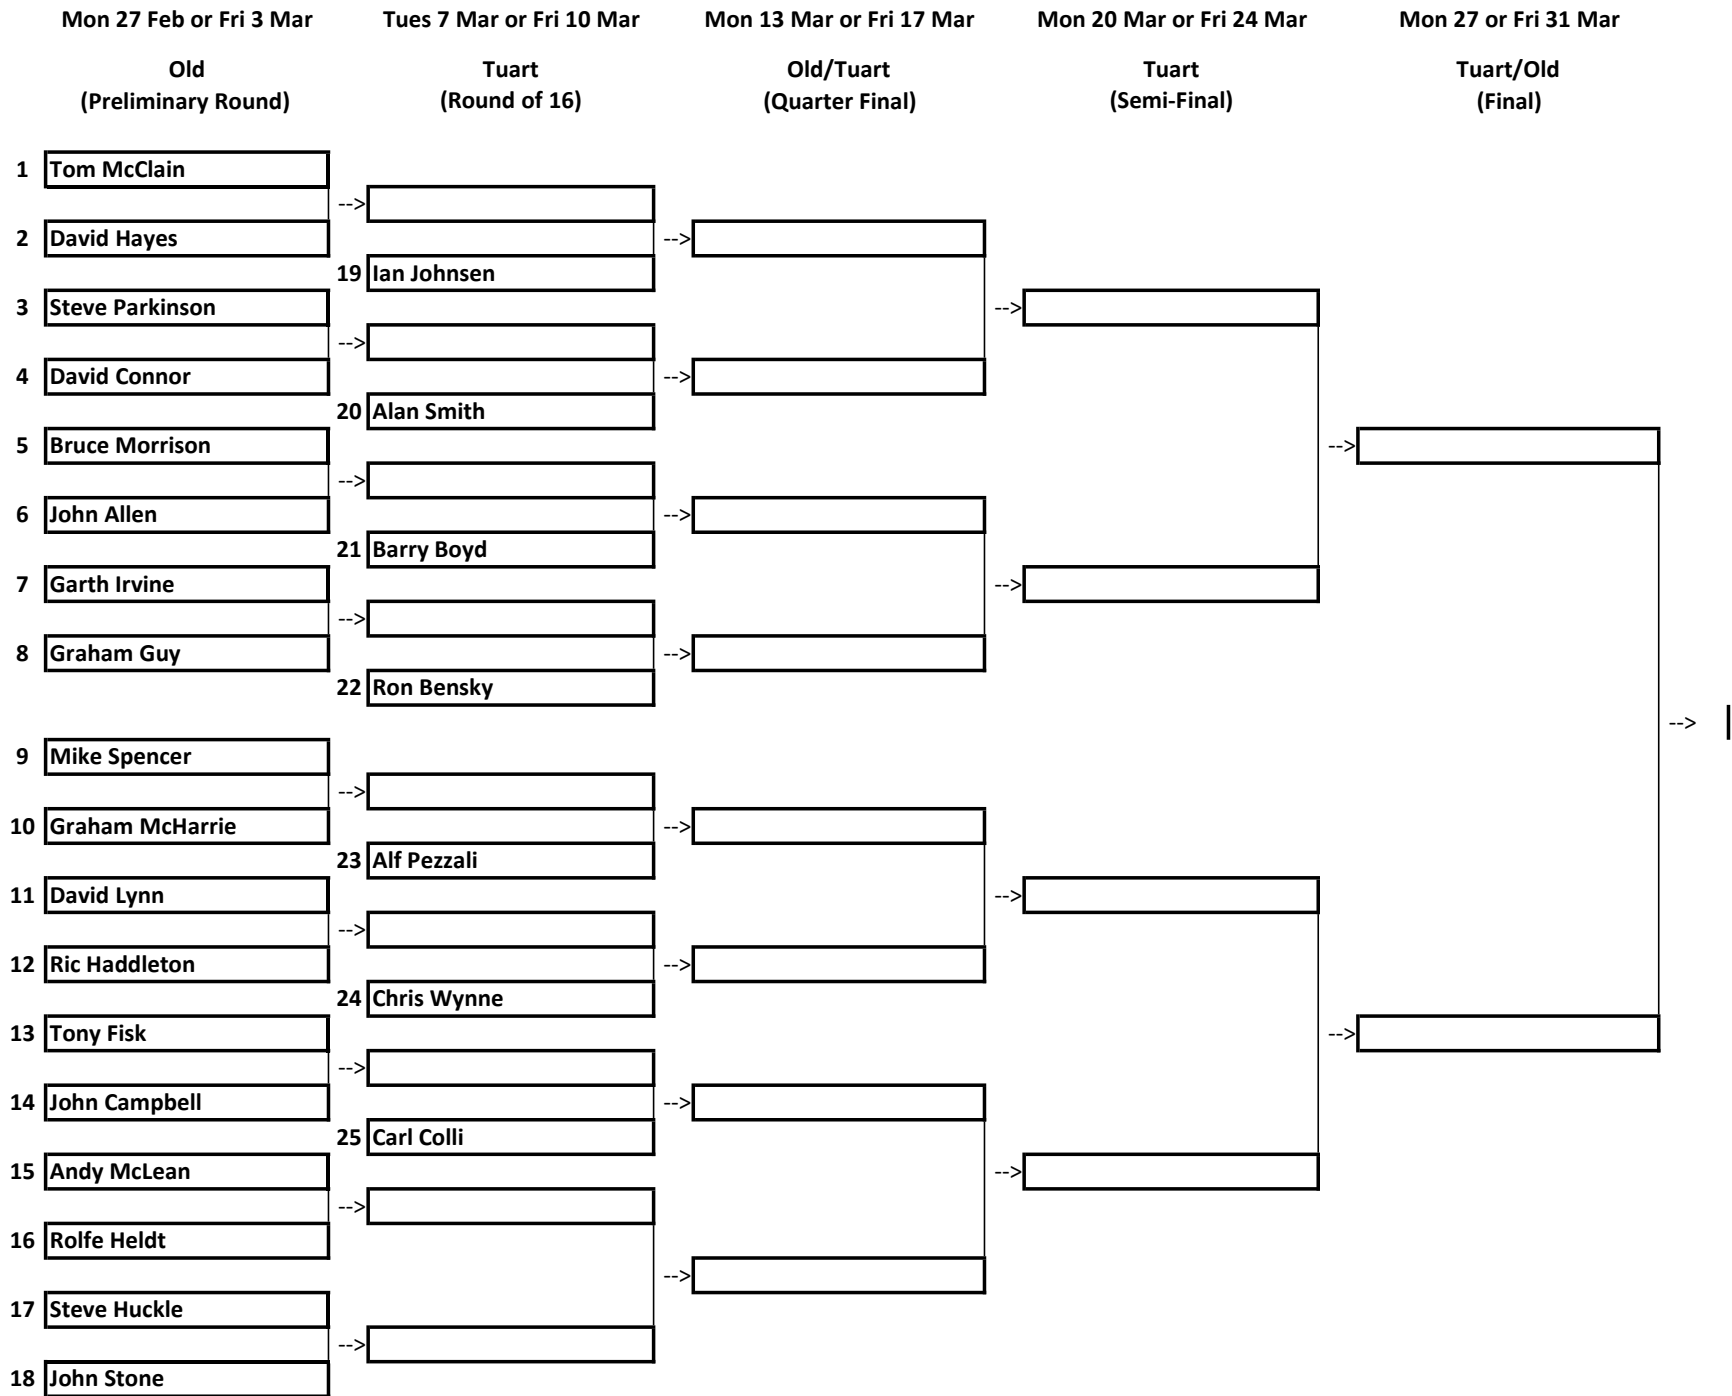 Mon 27 Feb or Fri 3 Mar Tues 7 Mar or Fri 10 Mar Mon 13 Mar or Fri 17 Mar Mon 20 Mar or Fri 24 Mar Mon 27 or Fri 31 Mar
Old Tuart Old/Tuart Tuart Tuart/Old
(Preliminary Round) (Round of 16) (Quarter Final) (Semi-Final) (Final)
1 Tom McClain
-->
2 David Hayes -->
19 Ian Johnsen
3 Steve Parkinson -->
-->
4 David Connor -->
20 Alan Smith
5 Bruce Morrison -->
-->
6 John Allen -->
21 Barry Boyd
7 Garth Irvine -->
-->
8 Graham Guy -->
22 Ron Bensky
-->
9 Mike Spencer
-->
10 Graham McHarrie -->
23 Alf Pezzali
11 David Lynn -->
-->
12 Ric Haddleton -->
24 Chris Wynne
13 Tony Fisk -->
-->
14 John Campbell -->
25 Carl Colli
15 Andy McLean -->
-->
16 Rolfe Heldt
-->
17 Steve Huckle
-->
18 John Stone